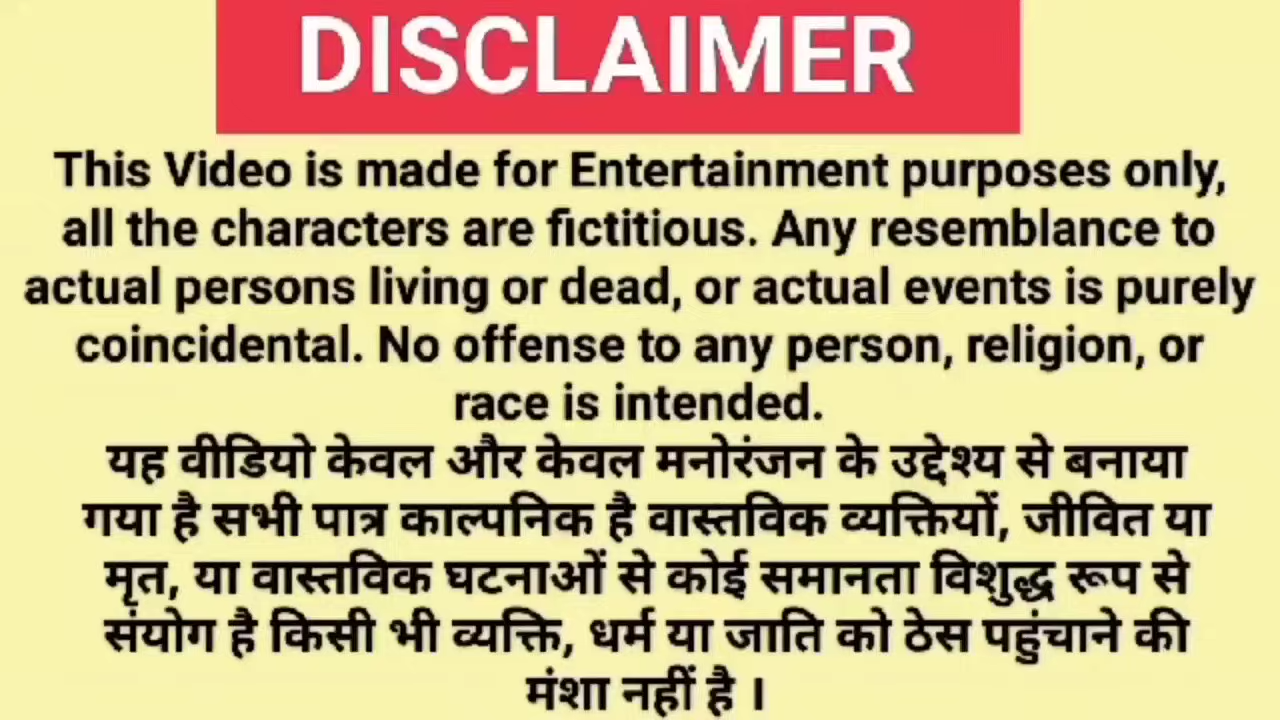 DISCLAIMER
This Video is made for Entertainment purposes only,
all the characters are fictitious. Any resemblance to
actual persons living or dead, or actual events is purely
coincidental. No offense to any person, religion, or
race is intended.
यह वीडियो केवल और केवल मनोरंजन के उद्देश्य से बनाया
गया है सभी पात्र काल्पनिक है वास्तविक व्यक्तियों, जीवित या
मृत, या वास्तविक घटनाओं से कोई समानता विशुद्ध रूप से
संयोग है किसी भी व्यक्ति, धर्म या जाति को ठेस पहुंचाने की
मंशा नहीं है ।